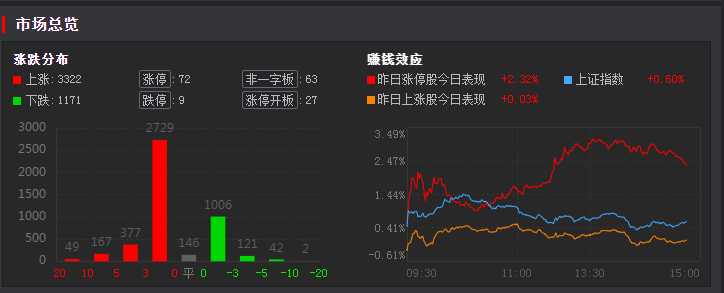 市场总览
涨跌分布
上涨: 3322 涨停: 72 非一字板: 63
下跌: 1171 跌停: 9 涨停开板: 27
3000
2500
2000
1500
1000
500
0
49 167 377 2729 146 1006 121 42 2
20 10 5 3 0 平 0 -3 -5 -10 -20
赚钱效应
昨日涨停股今日表现 +2.32% 上证指数 +0.60%
昨日上涨股今日表现 +0.03%
3.49%
2.47%
1.44%
0.41%
-0.61%
09:30 11:00 13:30 15:00